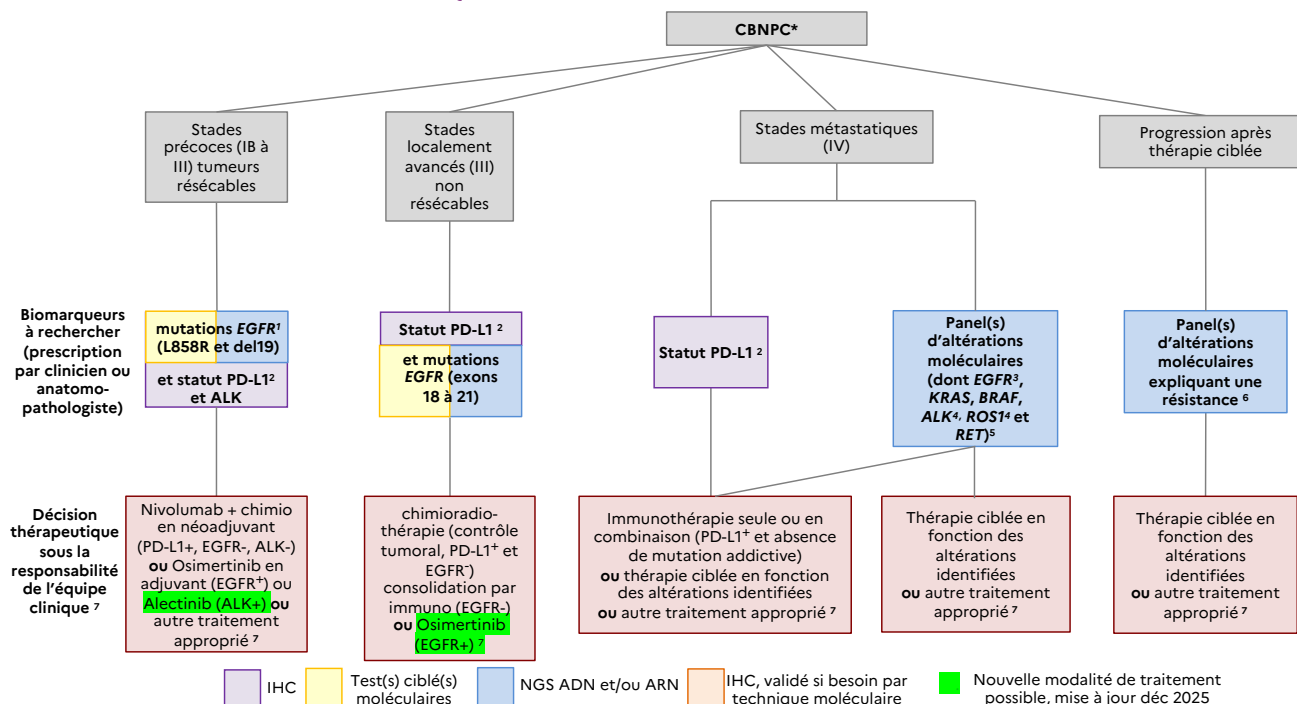 CBNPC*
Stades
précoces (IB à
III) tumeurs
résécables
Stades
localement
avancés (III)
non
résécables
Stades métastatiques
(IV)
Progression après
thérapie ciblée
Biomarqueurs
à rechercher
(prescription
par clinicien ou
anatomo-
pathologiste)
mutations EGFR¹
(L858R et del19)
et statut PD-L1²
et ALK
Statut PD-L1 ²
et mutations
EGFR (exons
18 à 21)
Statut PD-L1 ²
Panel(s)
d'altérations
moléculaires
(dont EGFR³,
KRAS, BRAF,
ALK⁴, ROS1⁴ et
RET)⁵
Panel(s)
d'altérations
moléculaires
expliquant une
résistance ⁶
Décision
thérapeutique
sous la
responsabilité
de l'équipe
clinique ⁷
Nivolumab + chimio
en néoadjuvant
(PD-L1+, EGFR-, ALK-)
ou Osimertinib en
adjuvant (EGFR⁺) ou
Alectinib (ALK+) ou
autre traitement
approprié ⁷
chimioradio-
thérapie (contrôle
tumoral, PD-L1⁺ et
EGFR⁻)
consolidation par
immuno (EGFR-)
ou Osimertinib
(EGFR+) ⁷
Immunothérapie seule ou en
combinaison (PD-L1⁺ et absence
de mutation addictive)
ou thérapie ciblée en fonction
des altérations identifiées
ou autre traitement approprié ⁷
Thérapie ciblée en
fonction des
altérations
identifiées
ou autre traitement
approprié ⁷
Thérapie ciblée en
fonction des
altérations
identifiées
ou autre traitement
approprié ⁷
IHC
Test(s) ciblé(s)
moléculaires
NGS ADN et/ou ARN
IHC, validé si besoin par
technique moléculaire
Nouvelle modalité de traitement
possible, mise à jour déc 2025